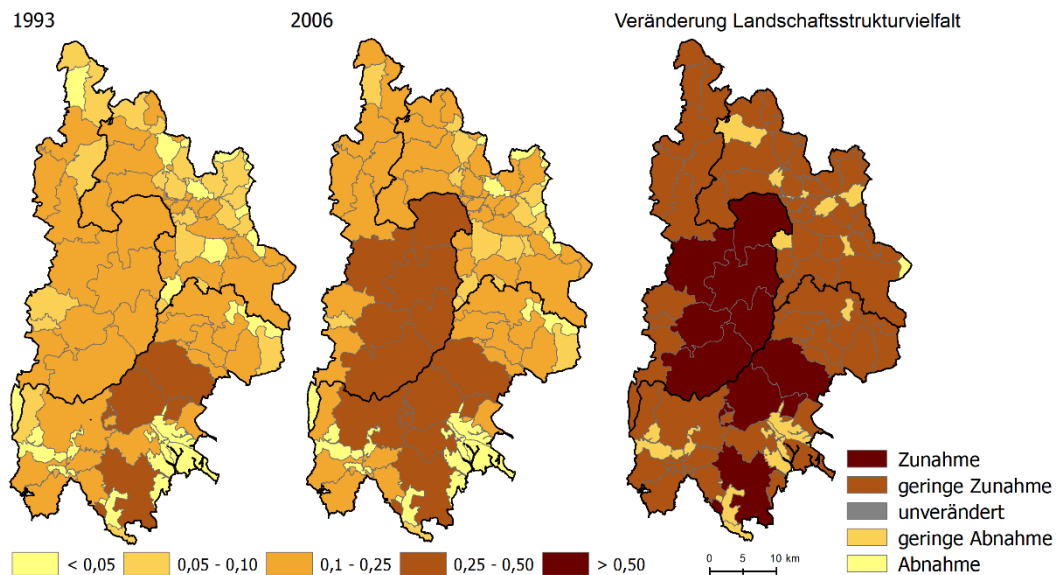 1993
2006
Veränderung Landschaftsstrukturvielfalt
Zunahme
geringe Zunahme
unverändert
geringe Abnahme
Abnahme
< 0,05
0,05 - 0,10
0,1 - 0,25
0,25 - 0,50
> 0,50
0 5 10 km